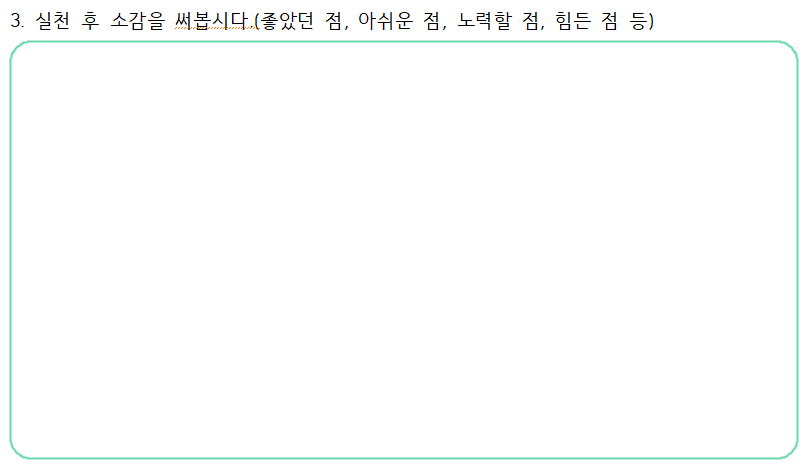 3. 실천 후 소감을 써봅시다.(좋았던 점, 아쉬운 점, 노력할 점, 힘든 점 등)